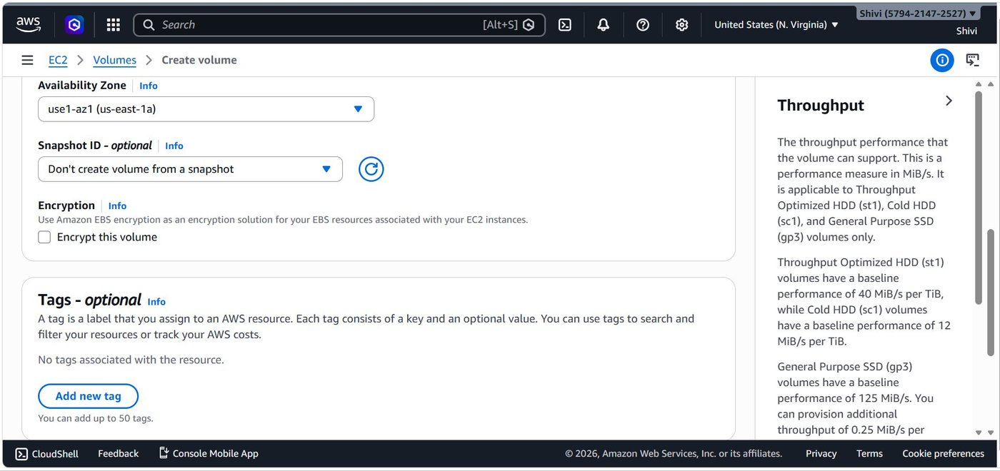 aws
Search
[Alt+S]
United States (N. Virginia)
Shivi (5794-2147-2527)
Shivi
EC2
Volumes
Create volume
Availability Zone
Info
use1-az1 (us-east-1a)
Snapshot ID - optional
Info
Don't create volume from a snapshot
Encryption
Info
Use Amazon EBS encryption as an encryption solution for your EBS resources associated with your EC2 instances.
Encrypt this volume
Tags - optional
Info
A tag is a label that you assign to an AWS resource. Each tag consists of a key and an optional value. You can use tags to search and
filter your resources or track your AWS costs.
No tags associated with the resource.
Add new tag
You can add up to 50 tags.
Throughput
The throughput performance that
the volume can support. This is a
performance measure in MiB/s. It
is applicable to Throughput
Optimized HDD (st1), Cold HDD
(sc1), and General Purpose SSD
(gp3) volumes only.
Throughput Optimized HDD (st1)
volumes have a baseline
performance of 40 MiB/s per TiB,
while Cold HDD (sc1) volumes
have a baseline performance of 12
MiB/s per TiB.
General Purpose SSD (gp3)
volumes have a baseline
performance of 125 MiB/s. You
can provision additional
throughput of 0.25 MiB/s per
CloudShell
Feedback
Console Mobile App
© 2026, Amazon Web Services, Inc. or its affiliates.
Privacy
Terms
Cookie preferences